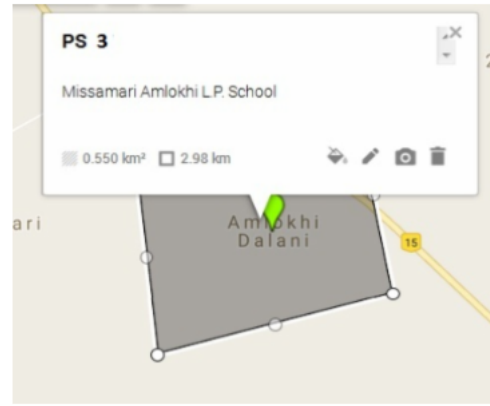 PS 3
Missamari Amlokhi L.P. School
0.550 km² 2.98 km
ari
Amlokhi
Dalani
15